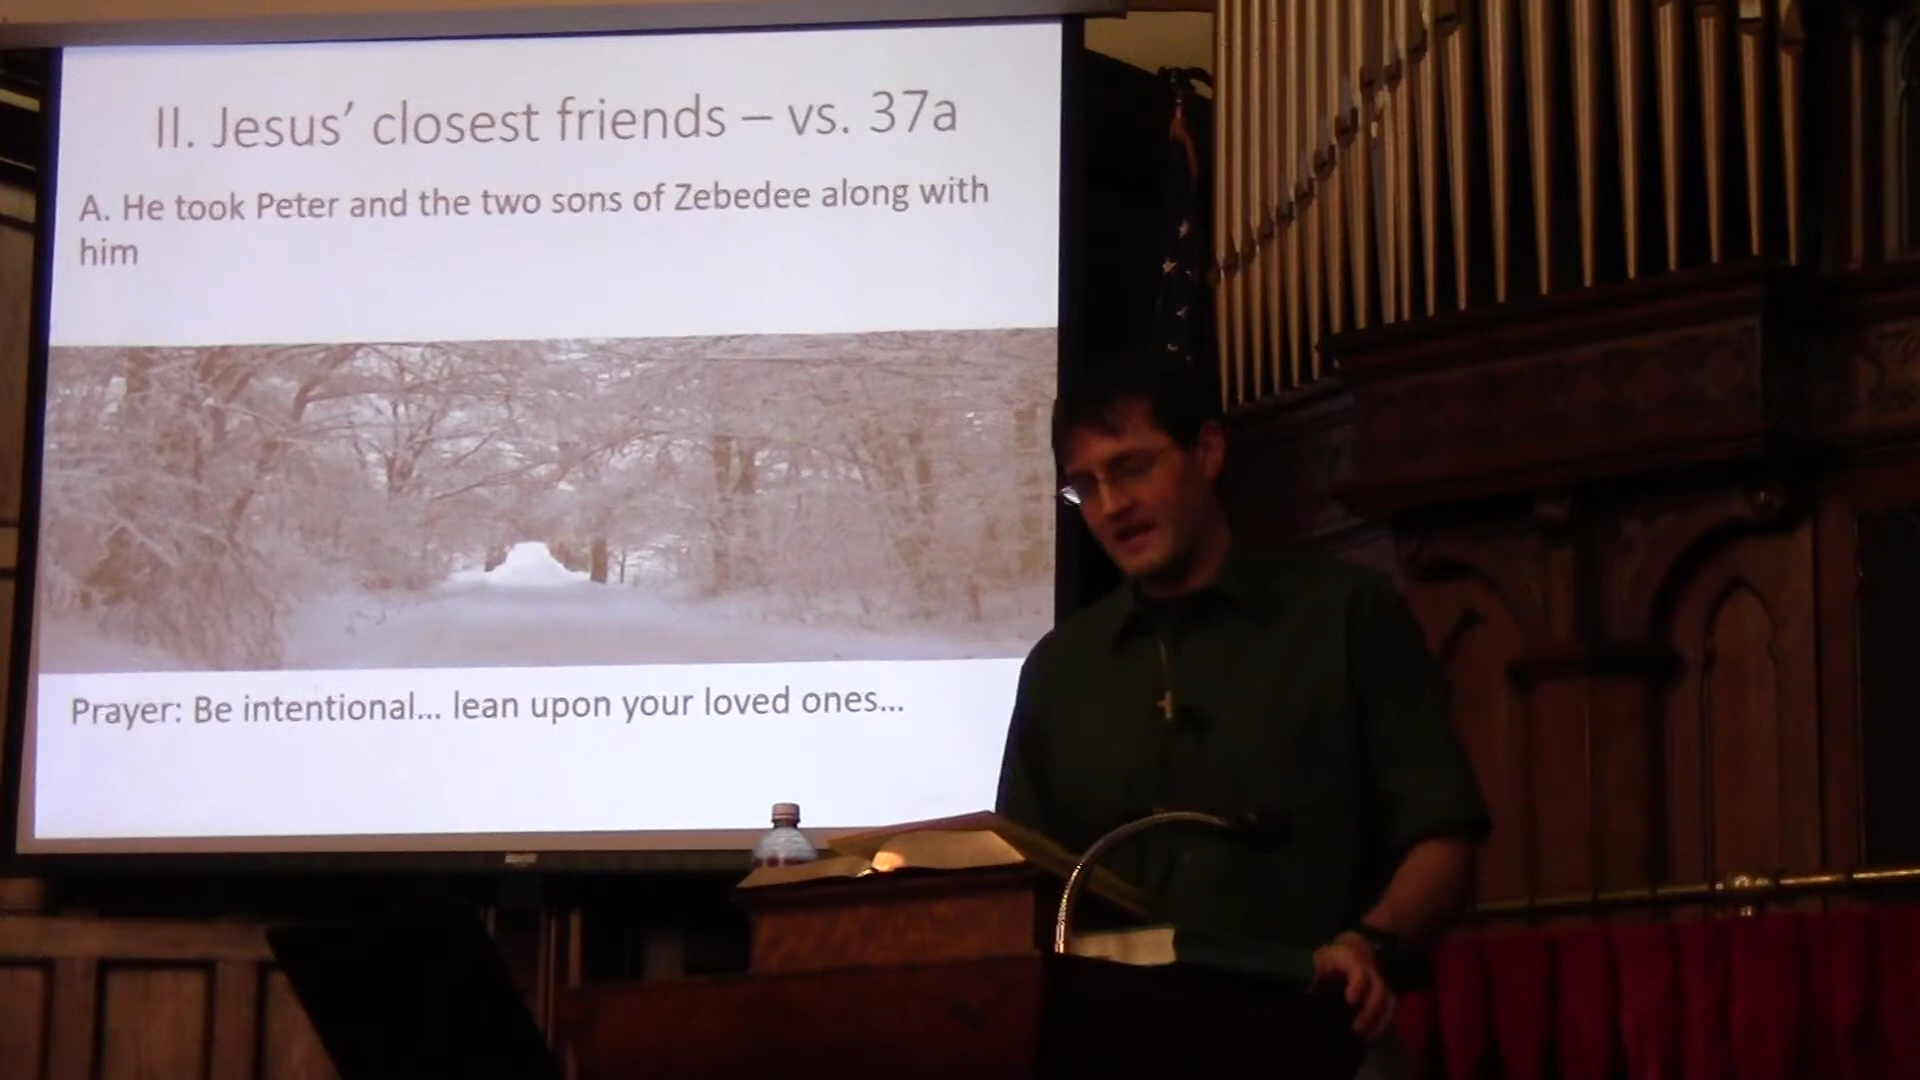 II. Jesus’ closest friends – vs. 37a
A. He took Peter and the two sons of Zebedee along with
him
Prayer: Be intentional... lean upon your loved ones...